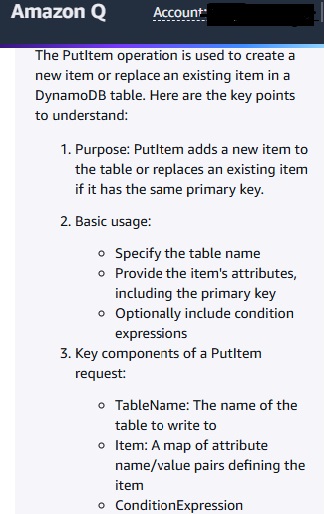 Amazon Q
Account:
The PutItem operation is used to create a
new item or replace an existing item in a
DynamoDB table. Here are the key points
to understand:
1. Purpose: PutItem adds a new item to
the table or replaces an existing item
if it has the same primary key.
2. Basic usage:
○ Specify the table name
○ Provide the item's attributes,
including the primary key
○ Optionally include condition
expressions
3. Key components of a PutItem
request:
○ TableName: The name of the
table to write to
○ Item: A map of attribute
name/value pairs defining the
item
○ ConditionExpression